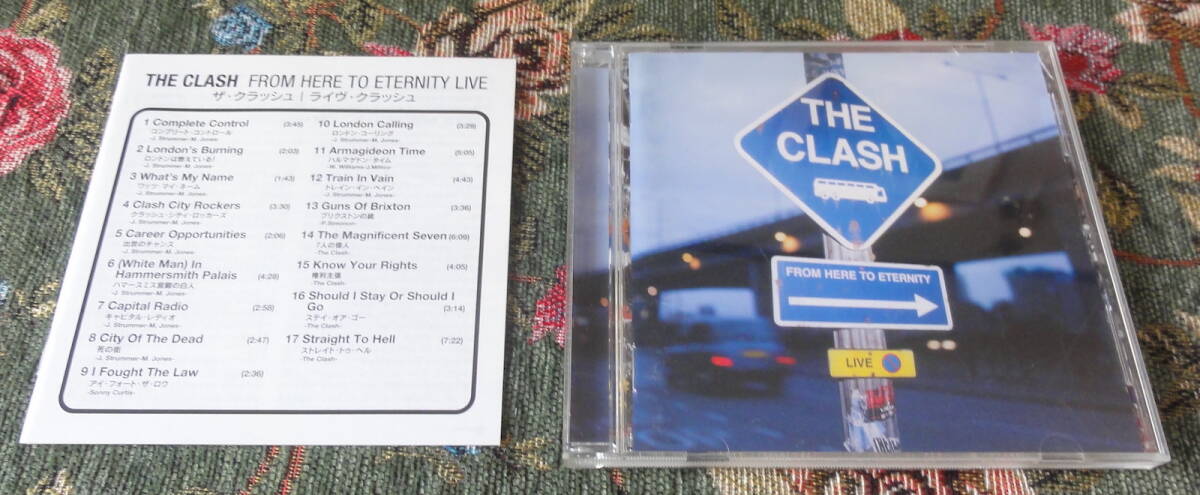 THE CLASH FROM HERE TO ETERNITY LIVE
ザ・クラッシュ | ライヴ・クラッシュ
1 Complete Control (3:45)
コンプリート・コントロール
-J. Strummer-M. Jones-
2 London's Burning (2:03)
ロンドンは燃えている!
-J. Strummer-M. Jones-
3 What's My Name (1:43)
ワッツ・マイ・ネーム
-J. Strummer-M. Jones-
4 Clash City Rockers (3:30)
クラッシュ・シティ・ロッカーズ
-J. Strummer-M. Jones-
5 Career Opportunities (2:06)
出世のチャンス
-J. Strummer-M. Jones-
6 (White Man) In
Hammersmith Palais (4:28)
ハマースミス宮殿の白人
-J. Strummer-M. Jones-
7 Capital Radio (2:58)
キャピタル・レディオ
-J. Strummer-M. Jones-
8 City Of The Dead (2:47)
死の街
-J. Strummer-M. Jones-
9 I Fought The Law (2:36)
アイ・フォート・ザ・ロウ
-Sonny Curtis-
10 London Calling (3:29)
ロンドン・コーリング
-J. Strummer-M. Jones-
11 Armagideon Time (5:05)
ハルマゲドン・タイム
12 Train In Vain (4:43)
トレイン・イン・ベイン
-J. Strummer-M. Jones-
13 Guns Of Brixton (3:36)
ブリクストンの銃
-P.Simonon-
14 The Magnificent Seven (6:09)
7人の偉人
-The Clash-
15 Know Your Rights (4:05)
権利主張
-The Clash-
16 Should I Stay Or Should I
Go (3:14)
ステイ・オア・ゴー
-The Clash-
17 Straight To Hell (7:22)
ストレイト・トゥ・ヘル
-The Clash-
THE
CLASH
FROM HERE TO ETERNITY
LIVE